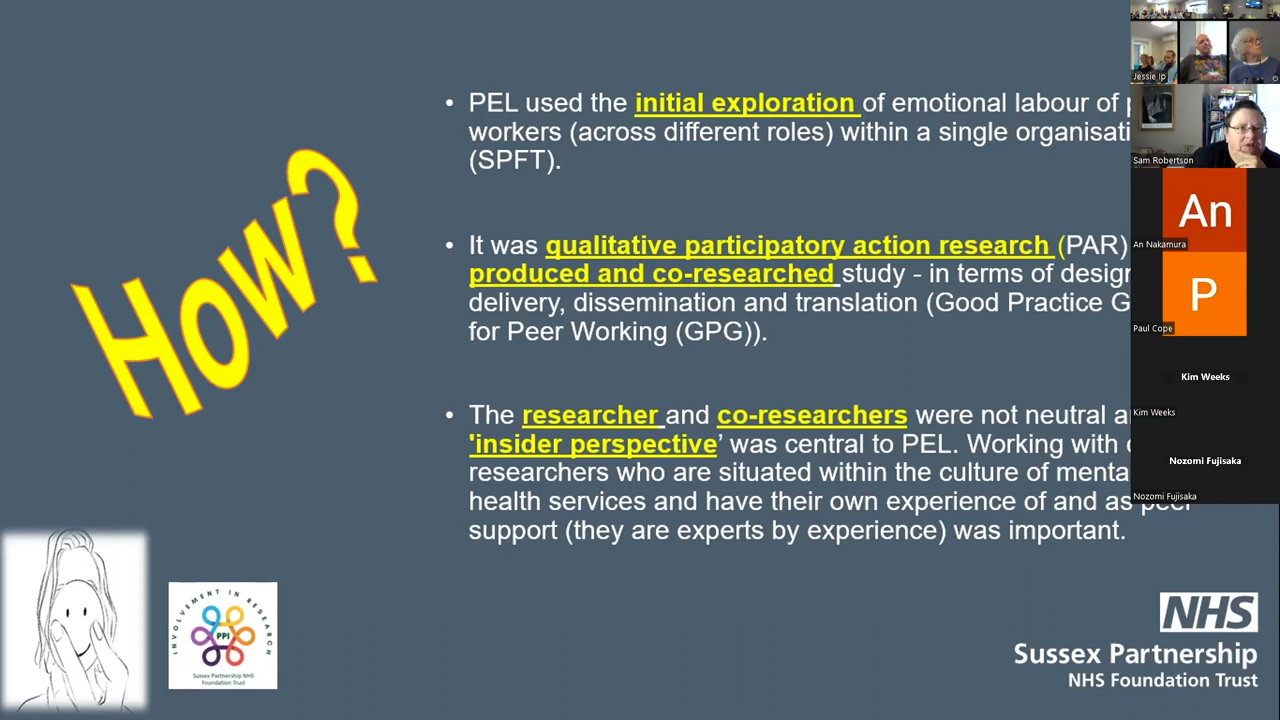 How?
• PEL used the initial exploration of emotional labour of
workers (across different roles) within a single
(SPFT).
• It was qualitative participatory action research (PAR)
produced and co-researched study - in terms of
delivery, dissemination and translation (Good Practice
for Peer Working (GPG)).
• The researcher and co-researchers were not neutral
'insider perspective’ was central to PEL. Working with
researchers who are situated within the culture of
health services and have their own experience of and as peer
support (they are experts by experience) was important.
INVOLVEMENT IN RESEARCH
PPI
Sussex Partnership NHS
Foundation Trust
NHS
Sussex Partnership
NHS Foundation Trust
Jessie Ip
Sam Robertson
An
An Nakamura
P
Paul Cope
Kim Weeks
Kim Weeks
Nozomi Fujisaka
Nozomi Fujisaka